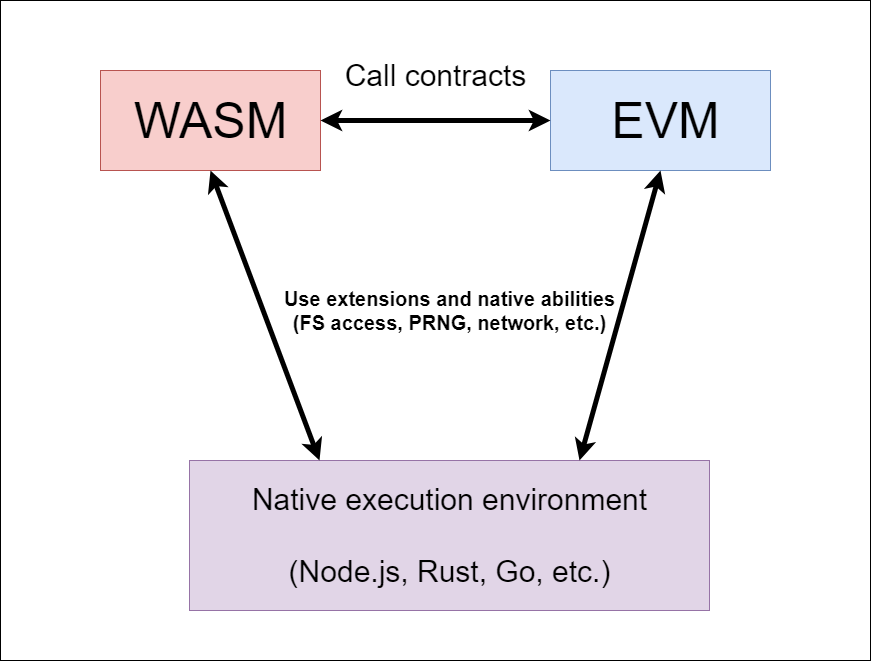 Call contracts
WASM
EVM
Use extensions and native abilities
(FS access, PRNG, network, etc.)
Native execution environment
(Node.js, Rust, Go, etc.)